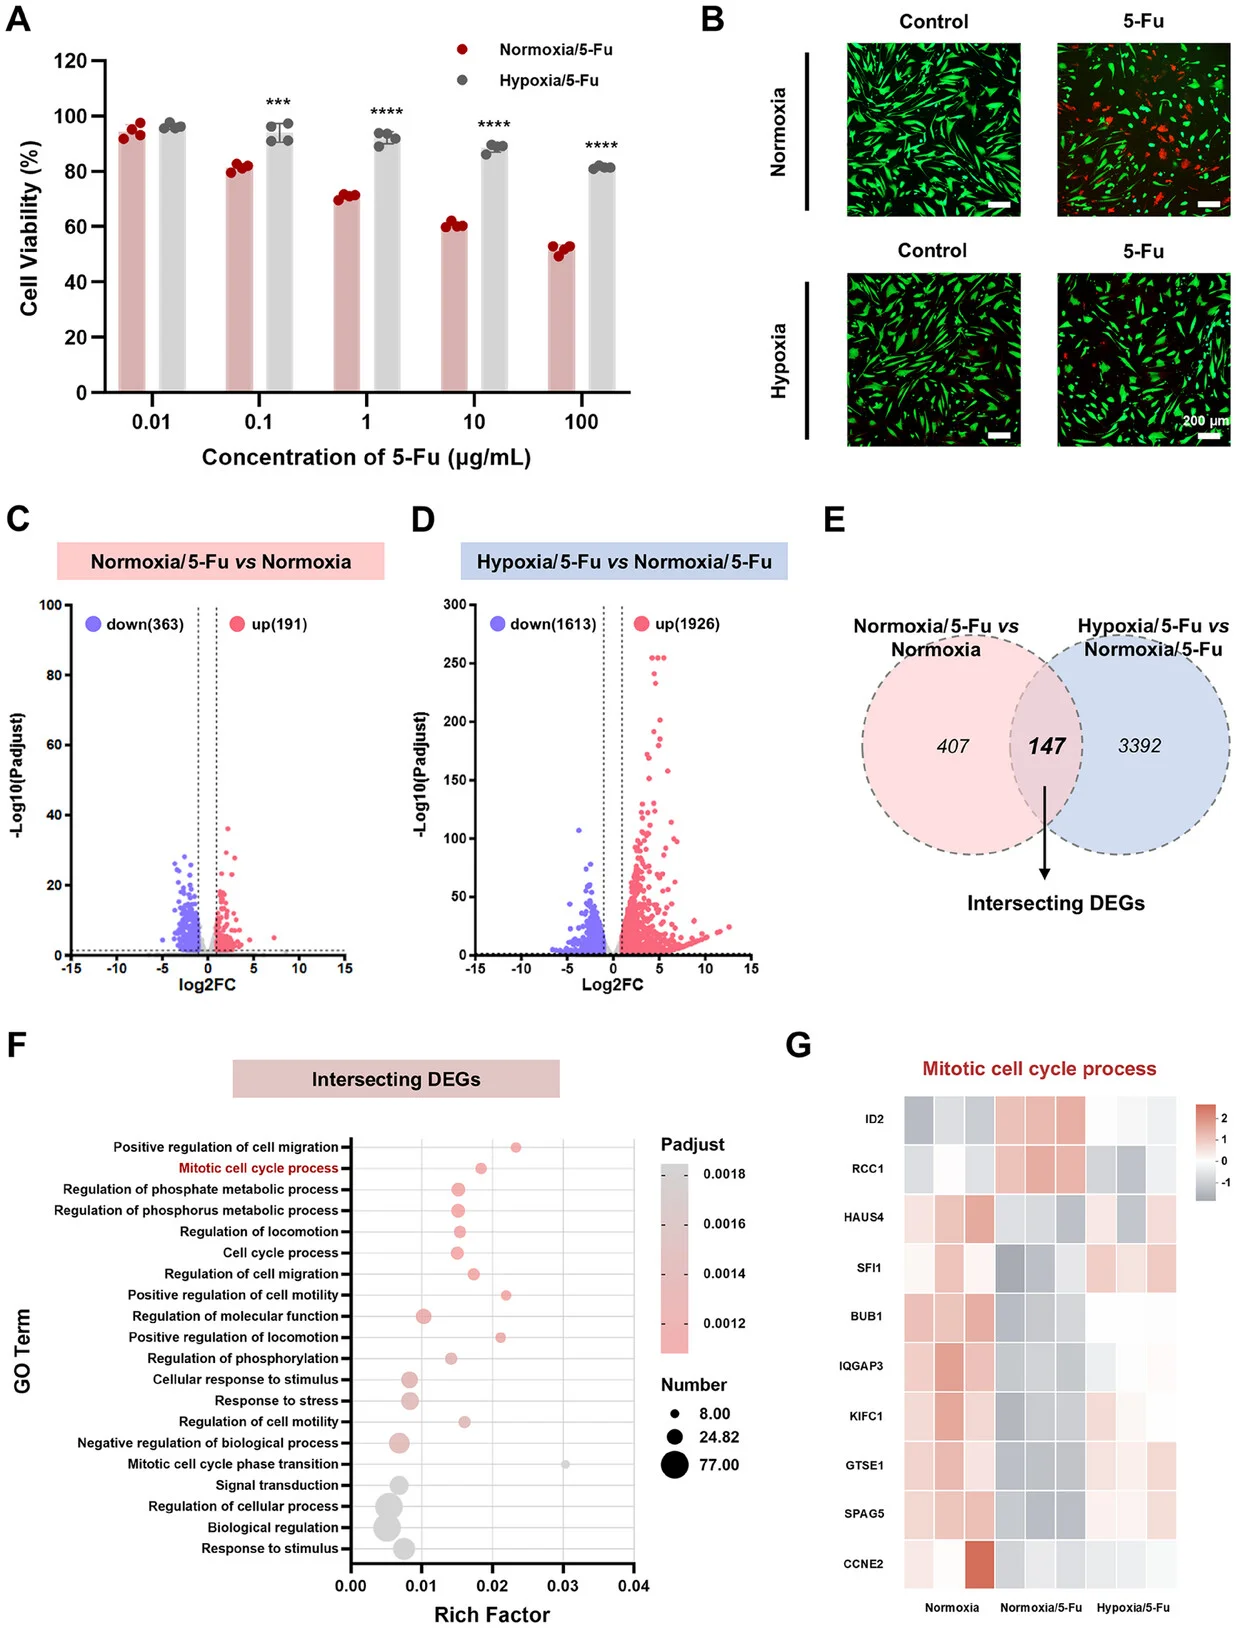 A
Normoxia/5-Fu
Hypoxia/5-Fu
120
100
80
60
40
20
0
***
****
****
****
Cell Viability (%)
0.01 0.1 1 10 100
Concentration of 5-Fu (μg/mL)
B
Control 5-Fu
Normoxia
Control 5-Fu
Hypoxia
200 μm
C
Normoxia/5-Fu vs Normoxia
down(363) up(191)
100
80
60
40
20
0
-Log10(Padjust)
-15 -10 -5 0 5 10 15
log2FC
D
Hypoxia/5-Fu vs Normoxia/5-Fu
down(1613) up(1926)
300
250
200
150
100
50
0
-Log10(Padjust)
-15 -10 -5 0 5 10 15
Log2FC
E
Normoxia/5-Fu vs
Normoxia
Hypoxia/5-Fu vs
Normoxia/5-Fu
407 147 3392
Intersecting DEGs
F
Intersecting DEGs
GO Term
Positive regulation of cell migration
Mitotic cell cycle process
Regulation of phosphate metabolic process
Regulation of phosphorus metabolic process
Regulation of locomotion
Cell cycle process
Regulation of cell migration
Positive regulation of cell motility
Regulation of molecular function
Positive regulation of locomotion
Regulation of phosphorylation
Cellular response to stimulus
Response to stress
Regulation of cell motility
Negative regulation of biological process
Mitotic cell cycle phase transition
Signal transduction
Regulation of cellular process
Biological regulation
Response to stimulus
0.00 0.01 0.02 0.03 0.04
Rich Factor
Padjust
0.0018
0.0016
0.0014
0.0012
Number
8.00
24.82
77.00
G
Mitotic cell cycle process
ID2
RCC1
HAUS4
SFI1
BUB1
IQGAP3
KIFC1
GTSE1
SPAG5
CCNE2
Normoxia Normoxia/5-Fu Hypoxia/5-Fu
2
1
0
-1